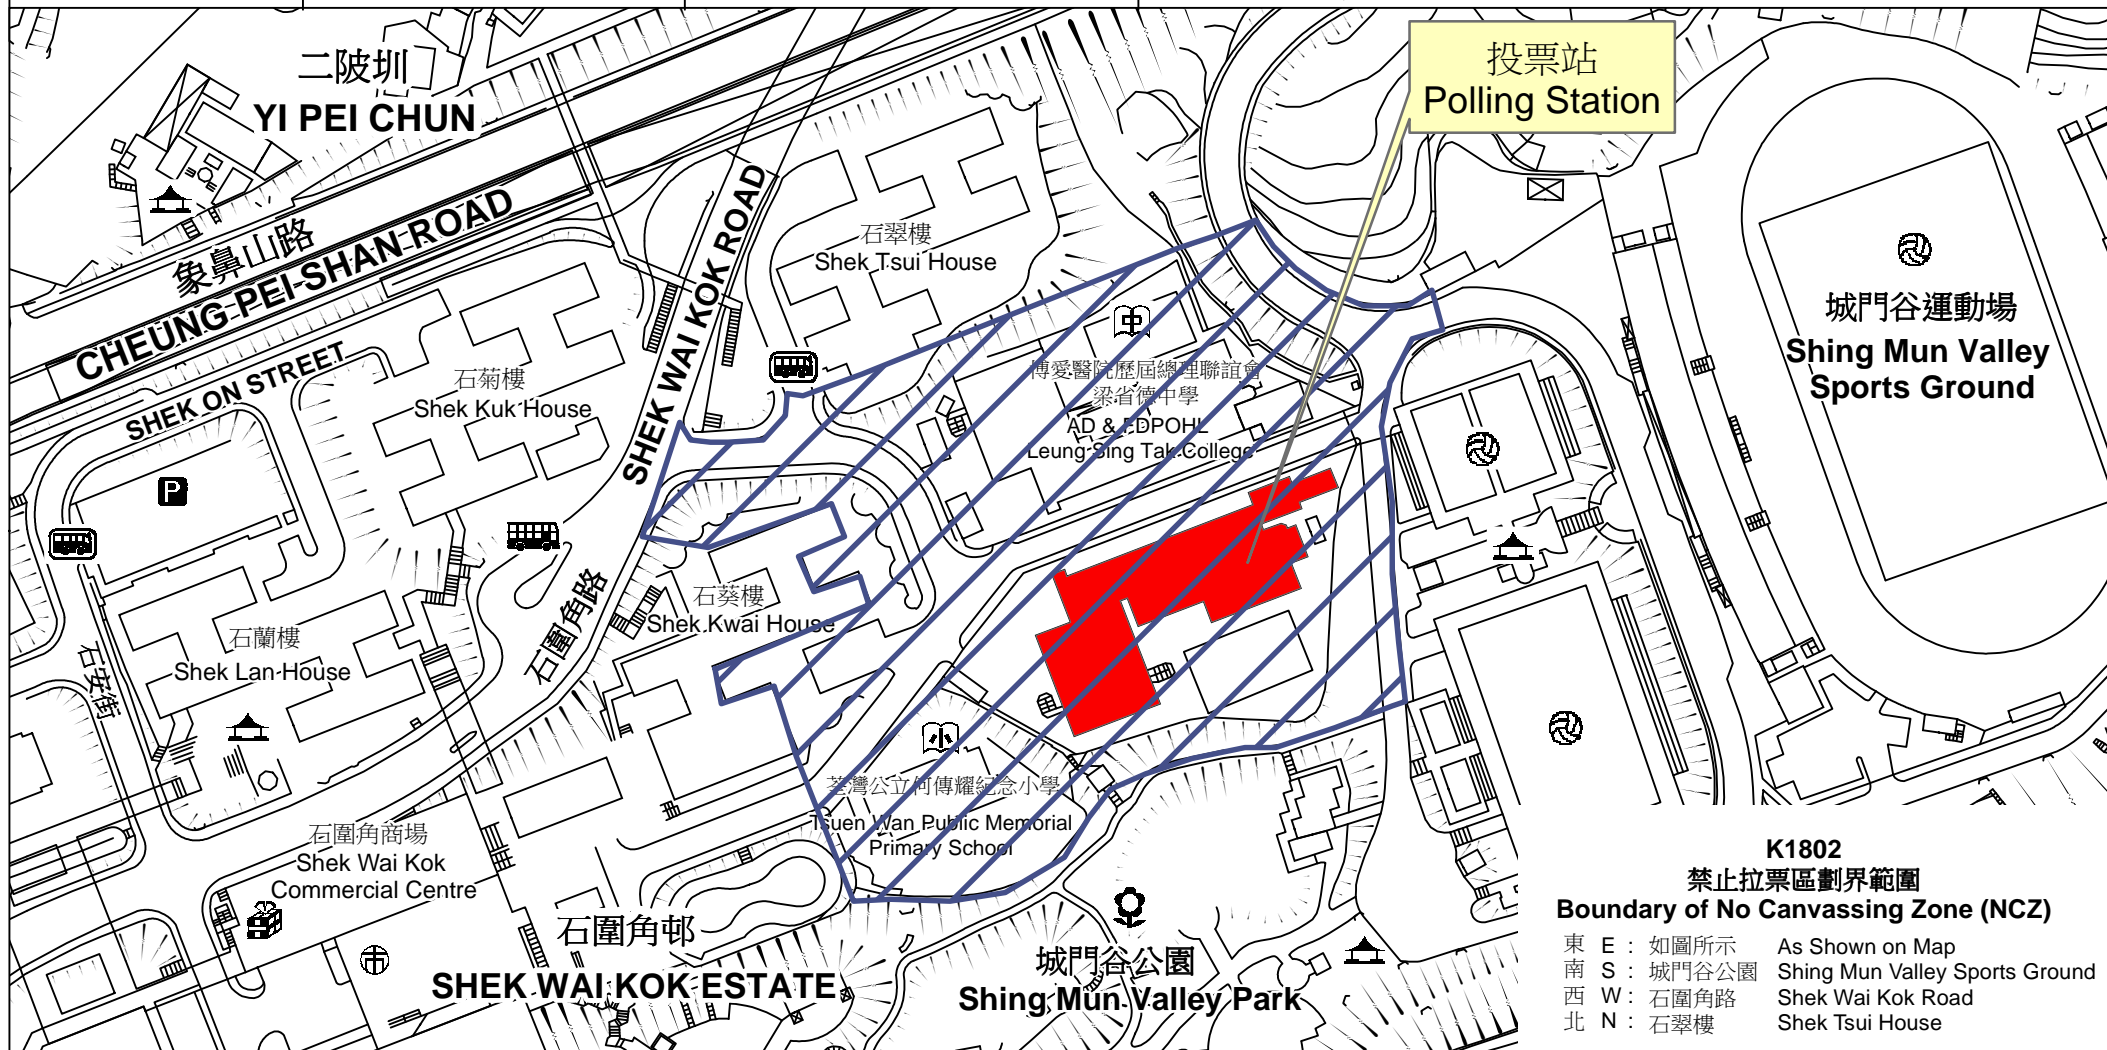 二陂圳
YI PEI CHUN
投票站
Polling Station
象鼻山路
CHEUNG PEI SHAN ROAD
SHEK ON STREET
SHEK WAI KOK ROAD
石翠樓
Shek Tsui House
石菊樓
Shek Kuk House
中
博愛醫院歷屆總理聯誼會
梁省德中學
AD & FDPOHL
Leung Sing Tak College
城門谷運動場
Shing Mun Valley
Sports Ground
P
石圍角路
石葵樓
Shek Kwai House
石蘭樓
Shek Lan House
石安街
小
荃灣公立何傳耀紀念小學
Tsuen Wan Public Memorial
Primary School
石圍角商場
Shek Wai Kok
Commercial Centre
石圍角邨
SHEK WAI KOK ESTATE
城門谷公園
Shing Mun Valley Park
K1802
禁止拉票區劃界範圍
Boundary of No Canvassing Zone (NCZ)
東 E : 如圖所示 As Shown on Map
南 S : 城門谷公園 Shing Mun Valley Sports Ground
西 W : 石圍角路 Shek Wai Kok Road
北 N : 石翠樓 Shek Tsui House